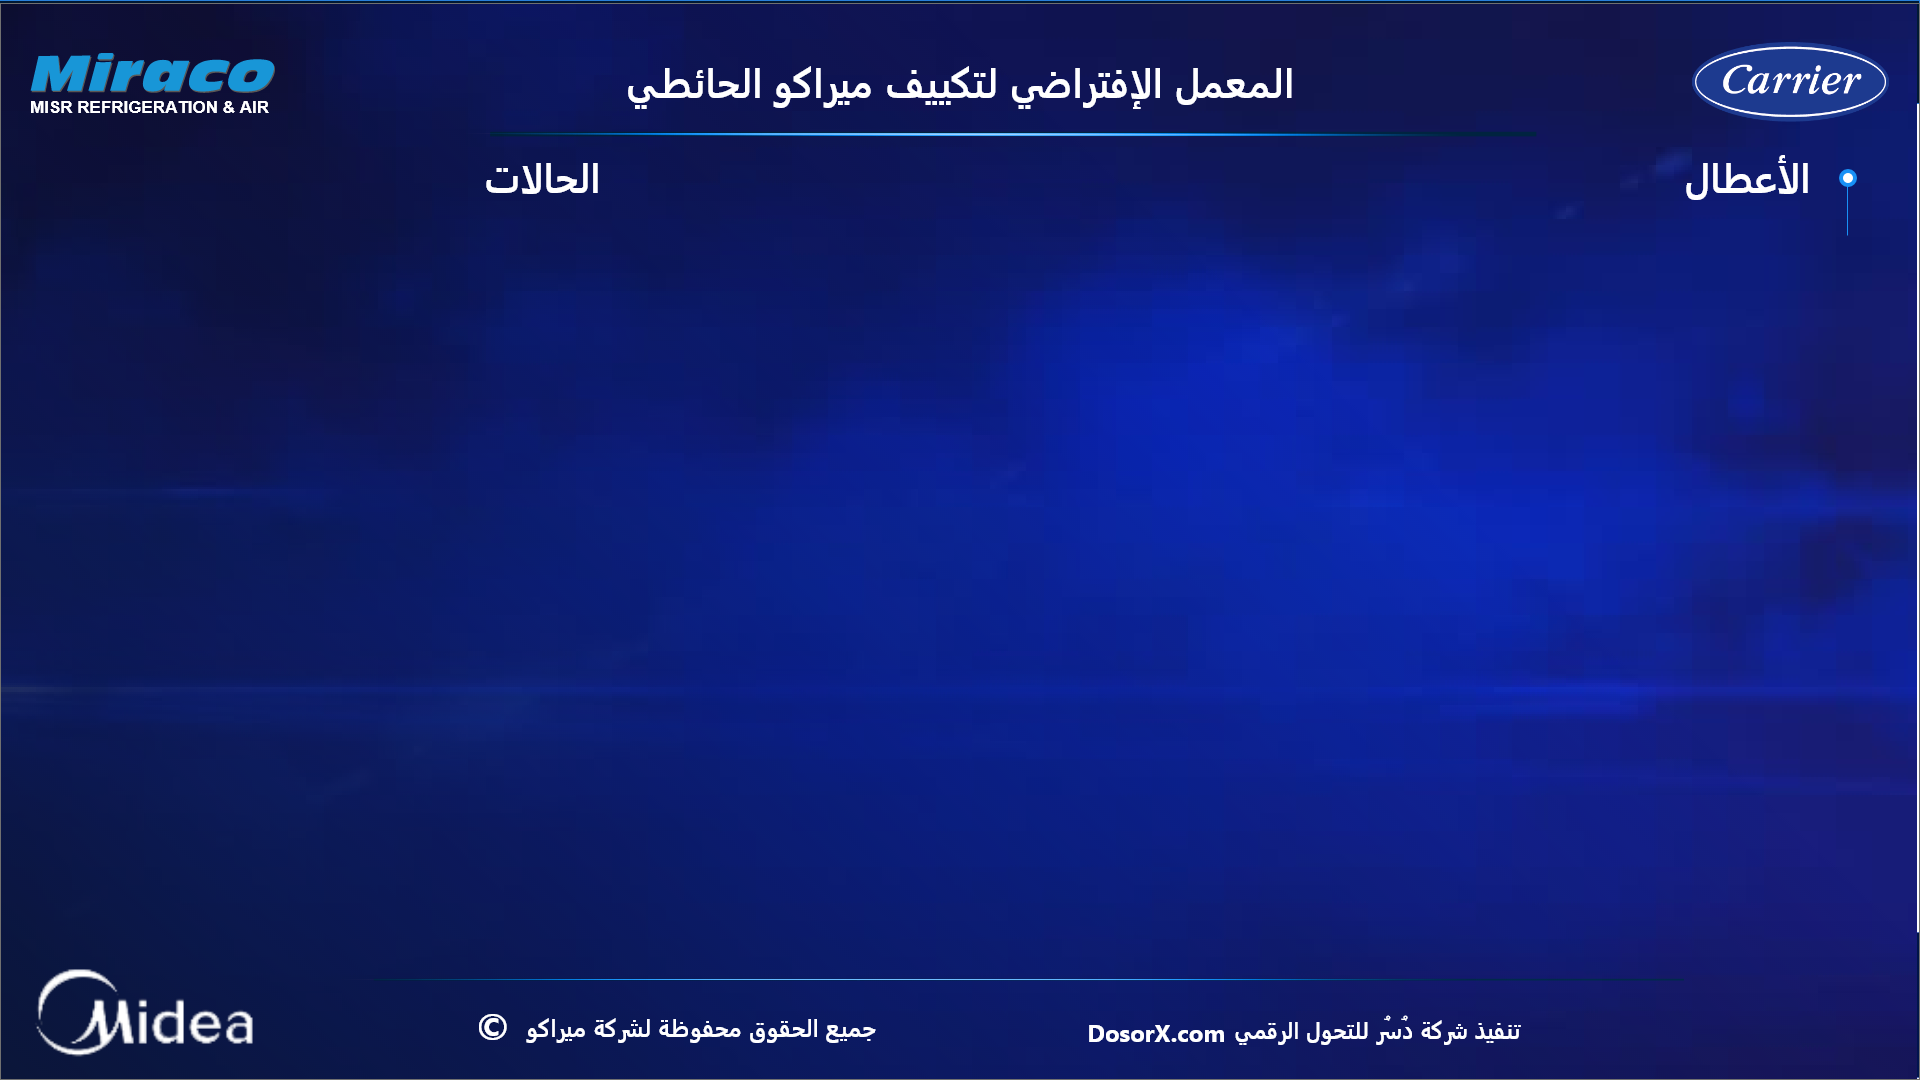 Miraco
MISR REFRIGERATION & AIR
المعمل الإفتراضي لتكييف ميراكو الحائطي
Carrier
الأعطال
الحالات
Midea
تنفيذ شركة دُسُر للتحول الرقمي DosorX.com
جميع الحقوق محفوظة لشركة ميراكو ©